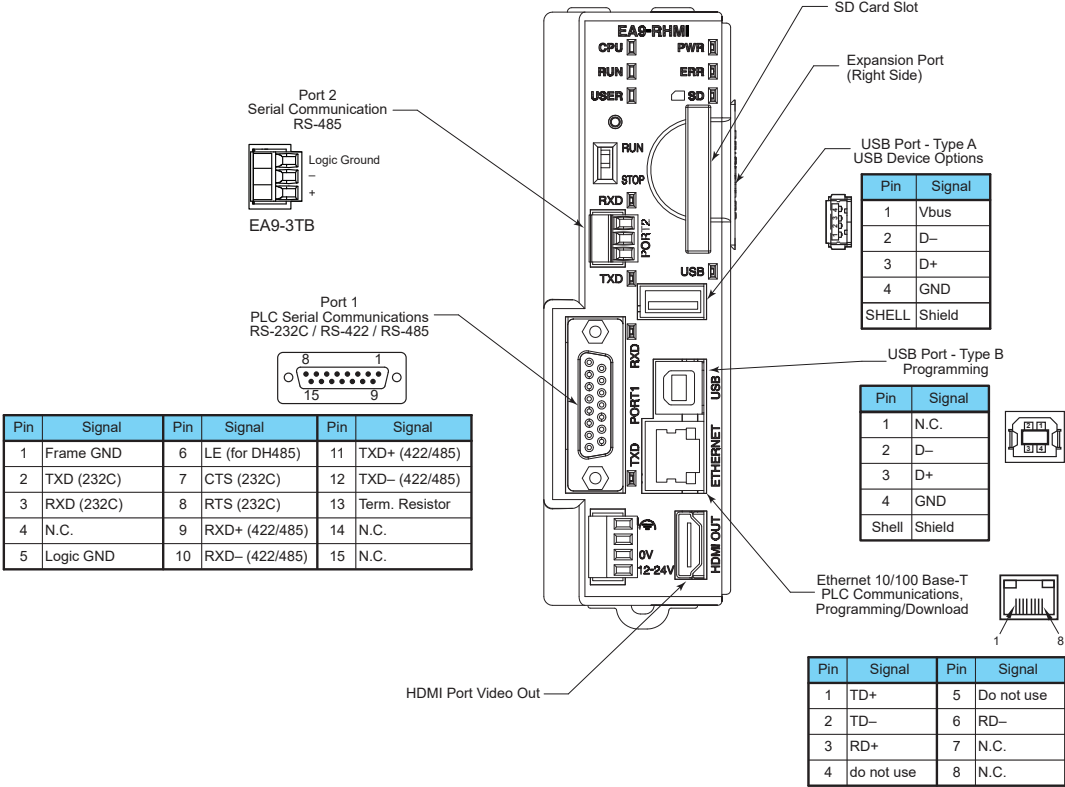 SD Card Slot
EA9-RHMI
CPU PWR
RUN ERR
USER SD
Expansion Port
(Right Side)
Port 2
Serial Communication
RS-485
Logic Ground
–
+
EA9-3TB
RUN
STOP
RXD
PORT2
TXD
USB
USB Port - Type A
USB Device Options
4 3 2 1
Pin Signal
1 Vbus
2 D–
3 D+
4 GND
SHELL Shield
Port 1
PLC Serial Communications
RS-232C / RS-422 / RS-485
8 1
15 9
Pin Signal Pin Signal Pin Signal
1 Frame GND 6 LE (for DH485) 11 TXD+ (422/485)
2 TXD (232C) 7 CTS (232C) 12 TXD– (422/485)
3 RXD (232C) 8 RTS (232C) 13 Term. Resistor
4 N.C. 9 RXD+ (422/485) 14 N.C.
5 Logic GND 10 RXD– (422/485) 15 N.C.
RXD
PORT1
TXD
USB
ETHERNET
HDMI OUT
0V
12-24V
USB Port - Type B
Programming
Pin Signal
1 N.C.
2 D–
3 D+
4 GND
Shell Shield
2 1
3 4
Ethernet 10/100 Base-T
PLC Communications,
Programming/Download
1 8
Pin Signal Pin Signal
1 TD+ 5 Do not use
2 TD– 6 RD–
3 RD+ 7 N.C.
4 do not use 8 N.C.
HDMI Port Video Out